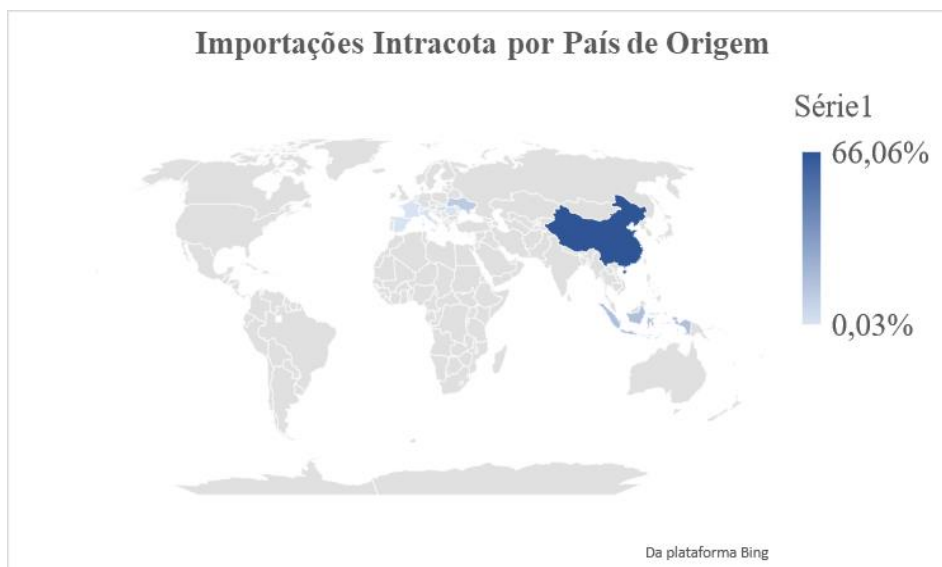 Importações Intracota por País de Origem
Série1
66,06%
0,03%
Da plataforma Bing